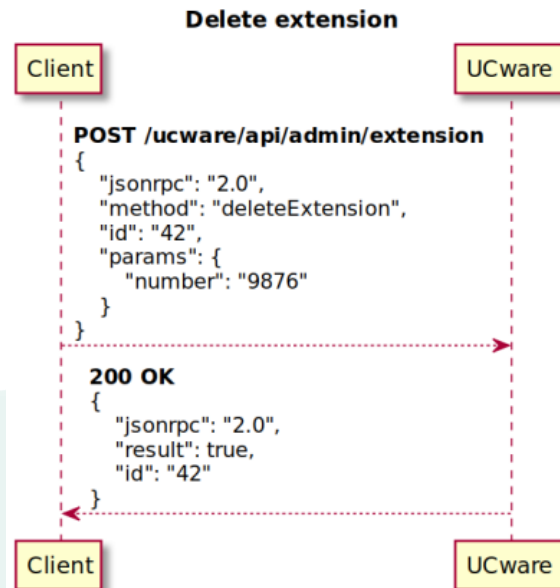 Delete extension
Client
UCware
POST /ucware/api/admin/extension
{
"jsonrpc": "2.0",
"method": "deleteExtension",
"id": "42",
"params": {
"number": "9876"
}
}
200 OK
{
"jsonrpc": "2.0",
"result": true,
"id": "42"
}
Client
UCware